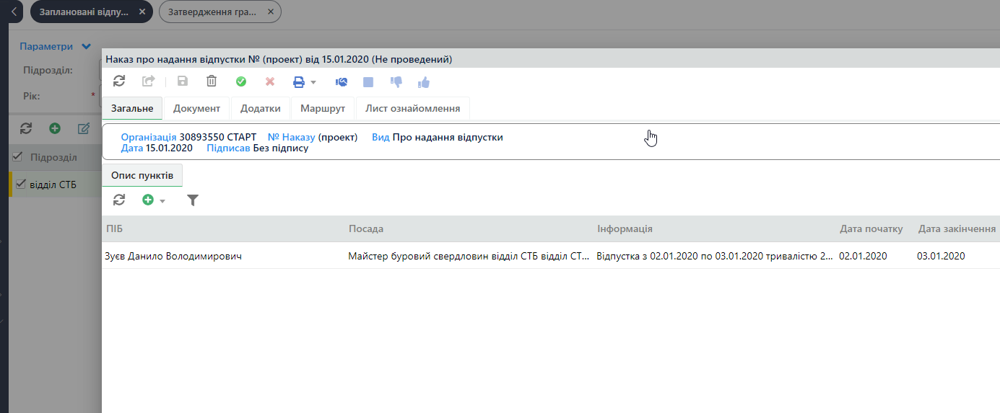 Заплановані відпу...
Затвердження гра...
Параметри
Підрозділ:
Рік: *
Підрозділ
відділ СТБ
Наказ про надання відпустки № (проект) від 15.01.2020 (Не проведений)
Загальне Документ Додатки Маршрут Лист ознайомлення
Організація 30893550 СТАРТ № Наказу (проект) Вид Про надання відпустки
Дата 15.01.2020 Підписав Без підпису
Опис пунктів
ПІБ Посада Інформація Дата початку Дата закінчення
Зуєв Данило Володимирович Майстер буровий свердловин відділ СТБ відділ СТ... Відпустка з 02.01.2020 по 03.01.2020 тривалістю 2... 02.01.2020 03.01.2020